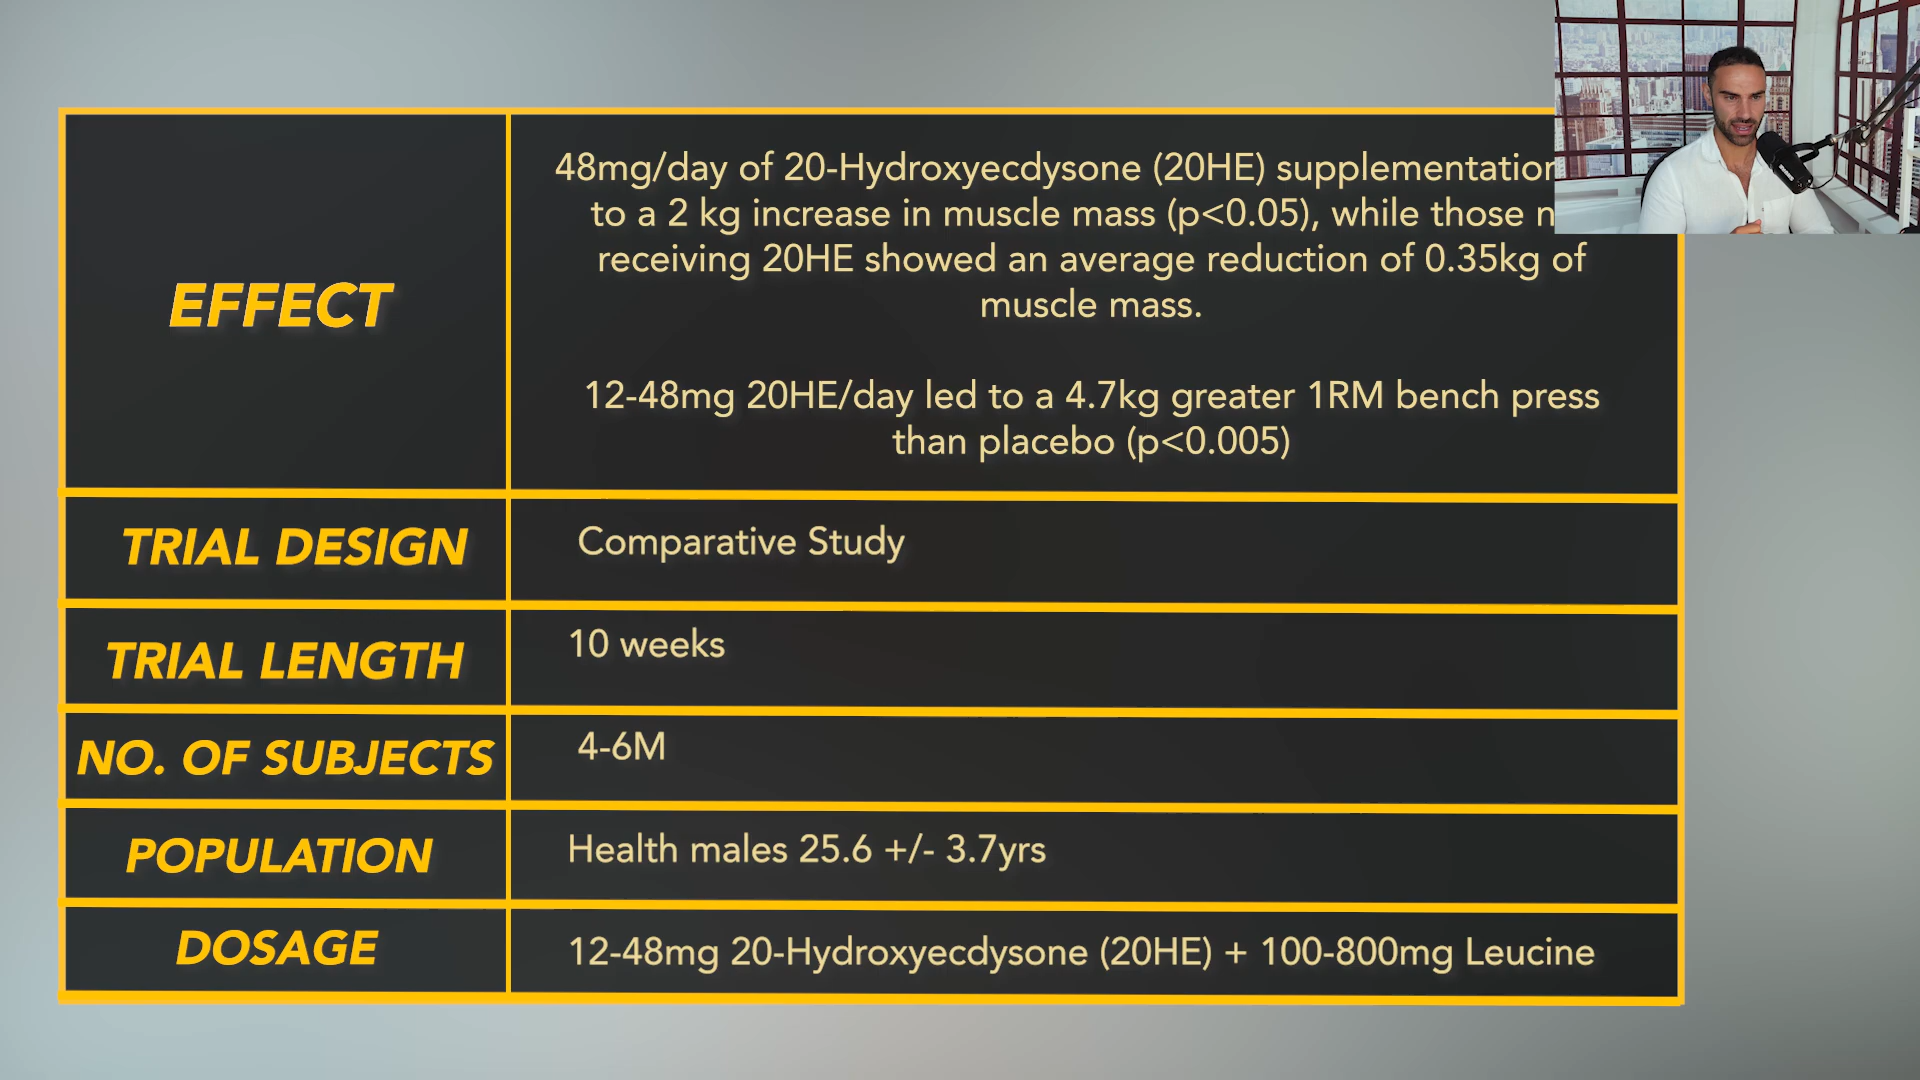 EFFECT
48mg/day of 20-Hydroxyecdysone (20HE) supplementation
to a 2 kg increase in muscle mass (p<0.05), while those
receiving 20HE showed an average reduction of 0.35kg of
muscle mass.
12-48mg 20HE/day led to a 4.7kg greater 1RM bench press
than placebo (p<0.005)
TRIAL DESIGN
Comparative Study
TRIAL LENGTH
10 weeks
NO. OF SUBJECTS
4-6M
POPULATION
Health males 25.6 +/- 3.7yrs
DOSAGE
12-48mg 20-Hydroxyecdysone (20HE) + 100-800mg Leucine